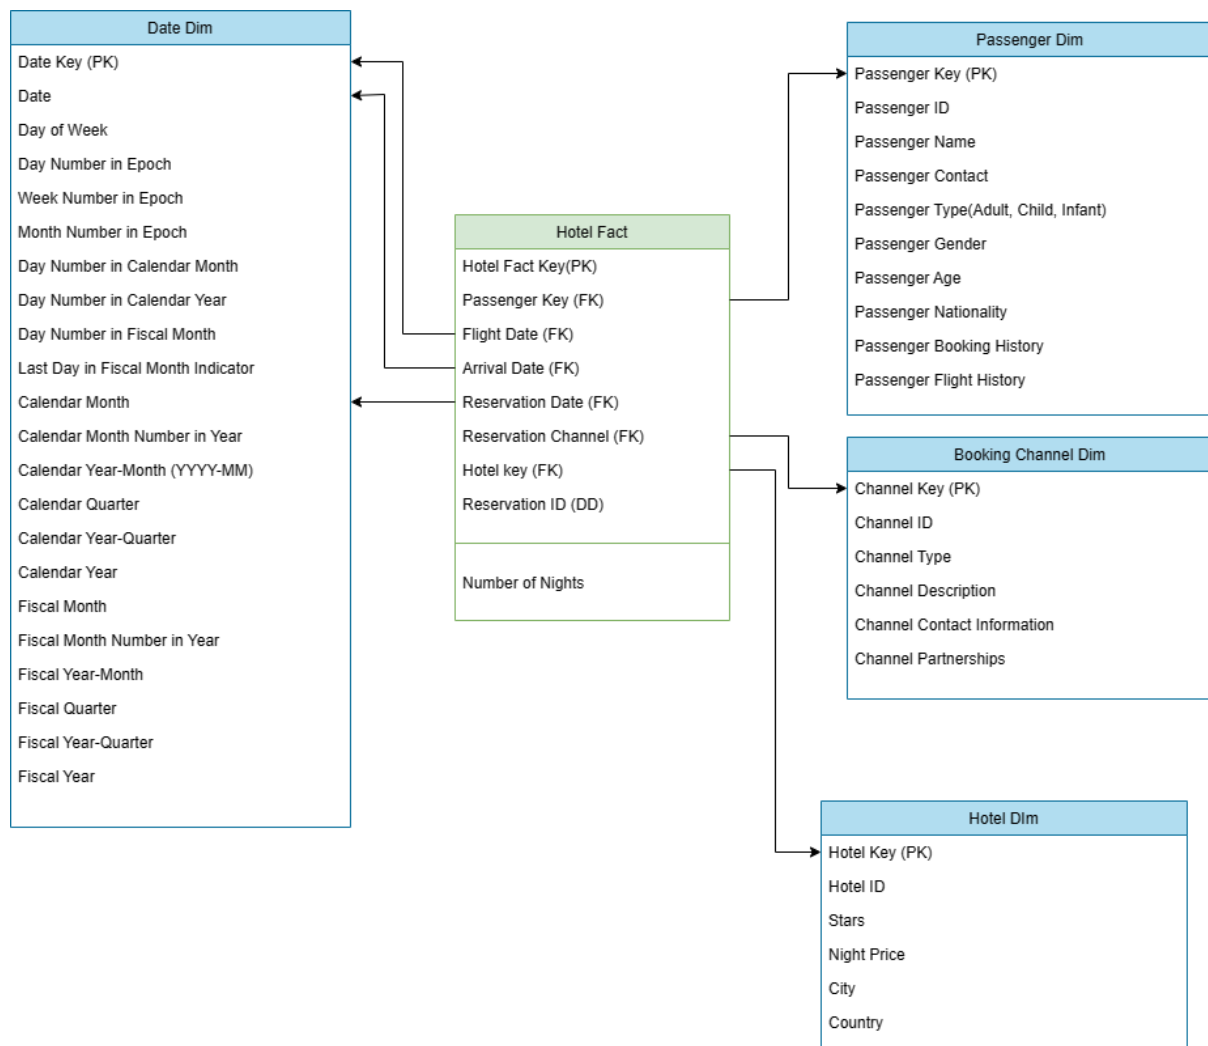 Date Dim
Date Key (PK)
Date
Day of Week
Day Number in Epoch
Week Number in Epoch
Month Number in Epoch
Day Number in Calendar Month
Day Number in Calendar Year
Day Number in Fiscal Month
Last Day in Fiscal Month Indicator
Calendar Month
Calendar Month Number in Year
Calendar Year-Month (YYYY-MM)
Calendar Quarter
Calendar Year-Quarter
Calendar Year
Fiscal Month
Fiscal Month Number in Year
Fiscal Year-Month
Fiscal Quarter
Fiscal Year-Quarter
Fiscal Year
Hotel Fact
Hotel Fact Key(PK)
Passenger Key (FK)
Flight Date (FK)
Arrival Date (FK)
Reservation Date (FK)
Reservation Channel (FK)
Hotel key (FK)
Reservation ID (DD)
Number of Nights
Passenger Dim
Passenger Key (PK)
Passenger ID
Passenger Name
Passenger Contact
Passenger Type(Adult, Child, Infant)
Passenger Gender
Passenger Age
Passenger Nationality
Passenger Booking History
Passenger Flight History
Booking Channel Dim
Channel Key (PK)
Channel ID
Channel Type
Channel Description
Channel Contact Information
Channel Partnerships
Hotel DIm
Hotel Key (PK)
Hotel ID
Stars
Night Price
City
Country